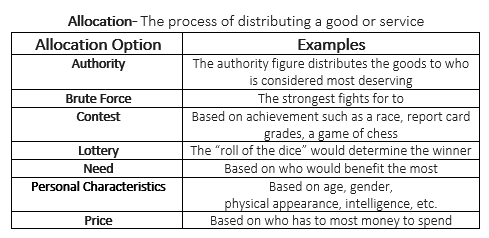 Allocation- The process of distributing a good or service
Allocation Option Examples
Authority The authority figure distributes the goods to who
is considered most deserving
Brute Force The strongest fights for to
Contest Based on achievement such as a race, report card
grades, a game of chess
Lottery The “roll of the dice” would determine the winner
Need Based on who would benefit the most
Personal Characteristics Based on age, gender,
physical appearance, intelligence, etc.
Price Based on who has to most money to spend